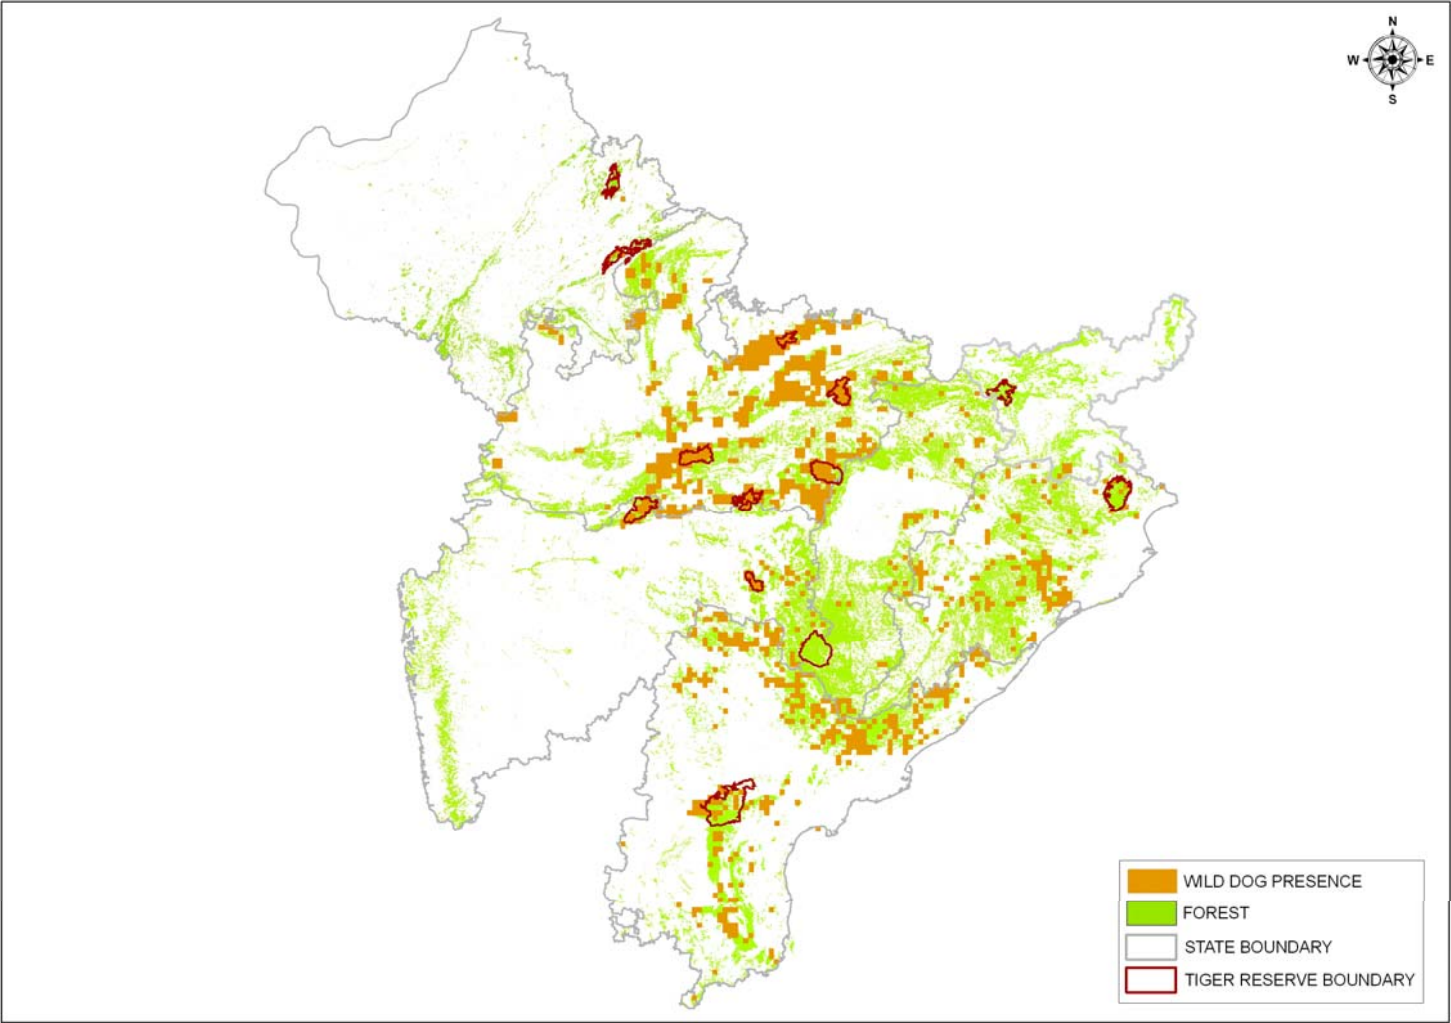 N
W E
S
WILD DOG PRESENCE
FOREST
STATE BOUNDARY
TIGER RESERVE BOUNDARY